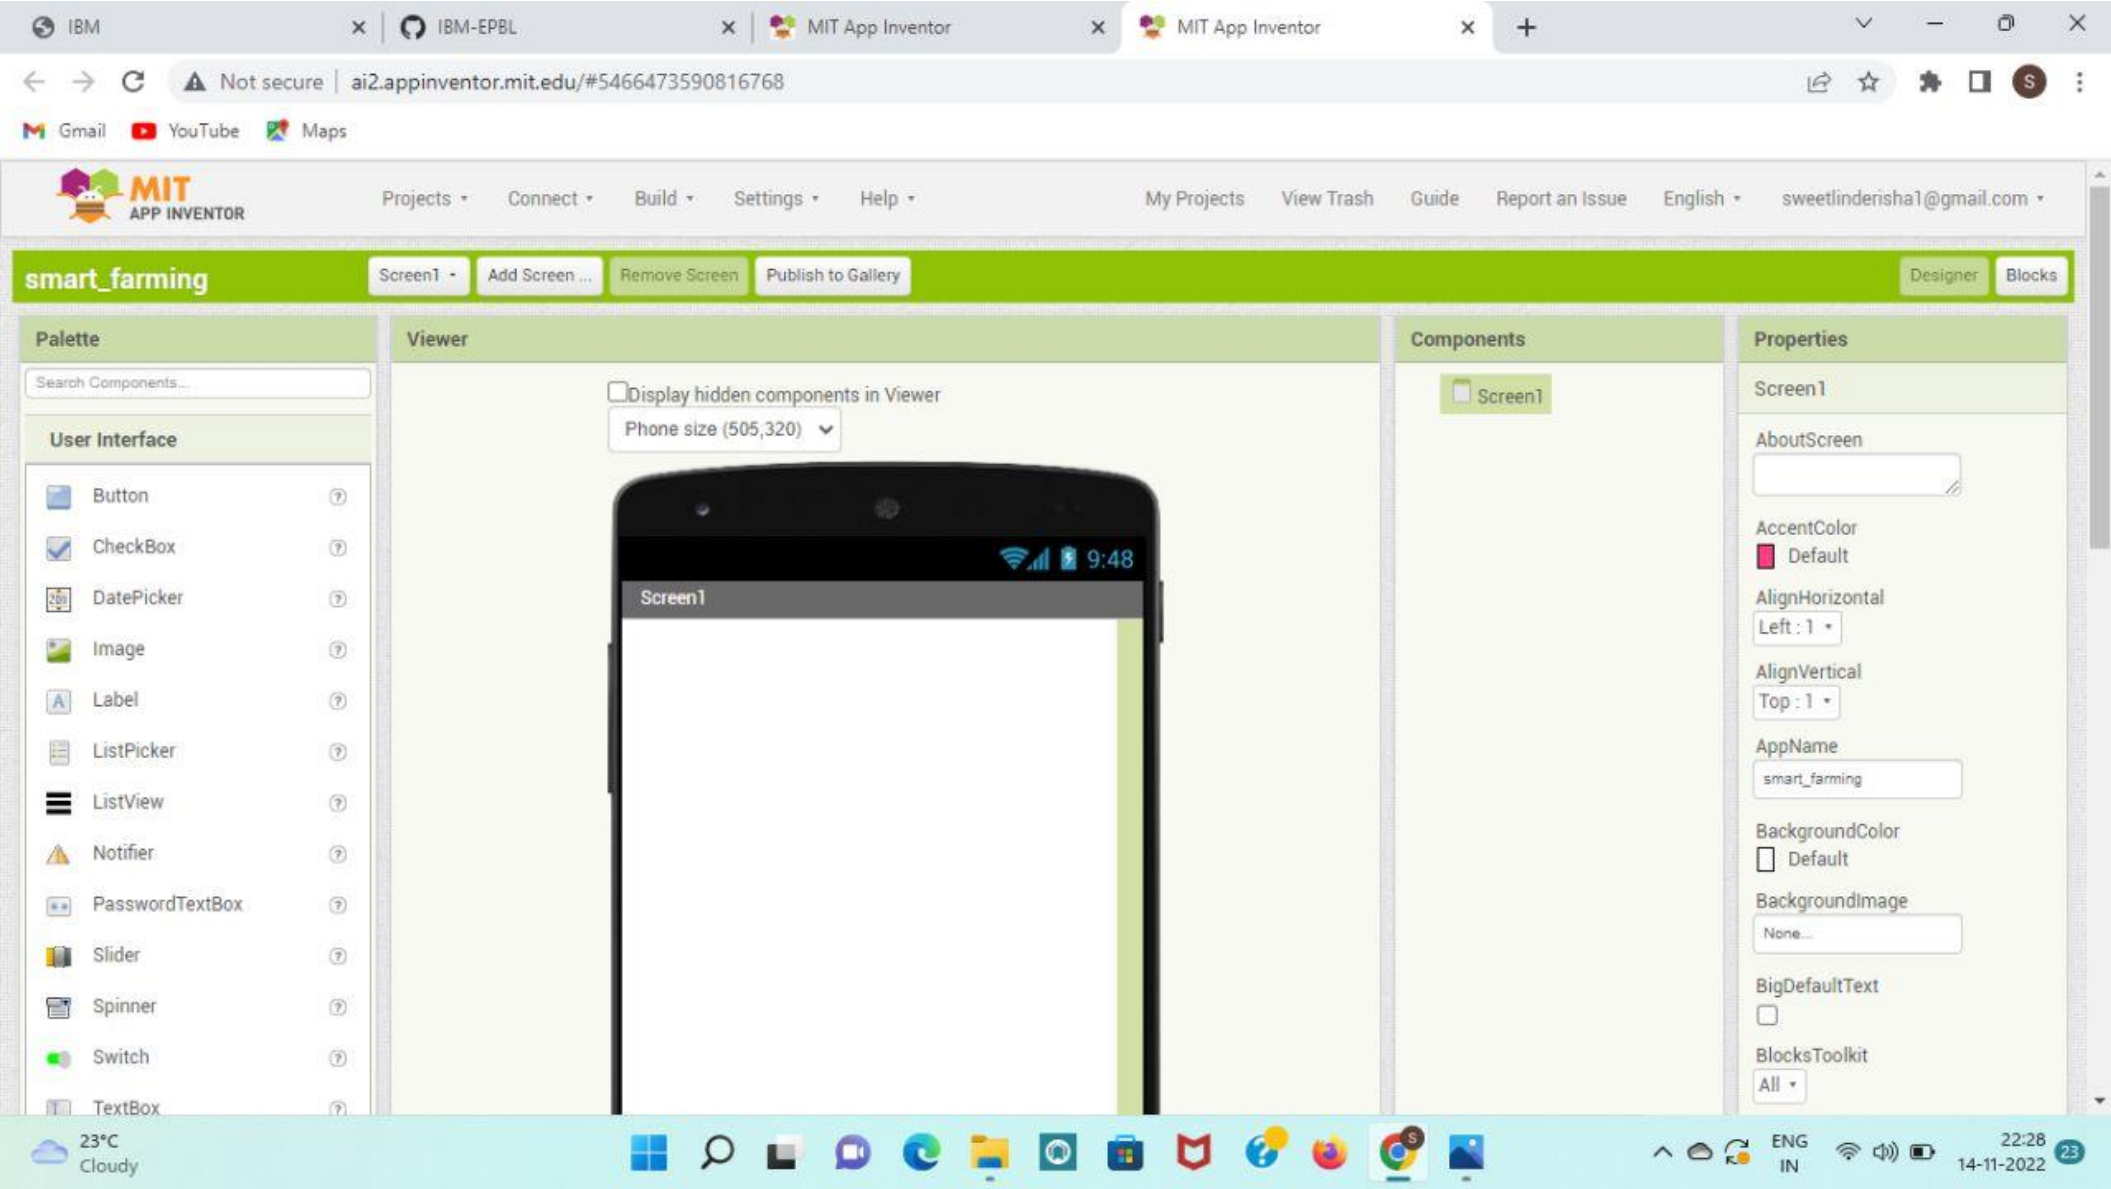 IBM
IBM-EPBL
MIT App Inventor
MIT App Inventor
Not secure
ai2.appinventor.mit.edu/#5466473590816768
S
Gmail
YouTube
Maps
MIT
APP INVENTOR
Projects
Connect
Build
Settings
Help
My Projects
View Trash
Guide
Report an Issue
English
sweetlinderisha1@gmail.com
smart_farming
Screen1
Add Screen ...
Remove Screen
Publish to Gallery
Designer
Blocks
Palette
Search Components...
User Interface
Button
CheckBox
DatePicker
Image
Label
ListPicker
ListView
Notifier
PasswordTextBox
Slider
Spinner
Switch
TextBox
Viewer
Display hidden components in Viewer
Phone size (505,320)
9:48
Screen1
Components
Screen1
Properties
Screen1
AboutScreen
AccentColor
Default
AlignHorizontal
Left : 1
AlignVertical
Top : 1
AppName
smart_farming
BackgroundColor
Default
BackgroundImage
None...
BigDefaultText
BlocksToolkit
All
23°C
Cloudy
S
ENG
IN
22:28
14-11-2022
23